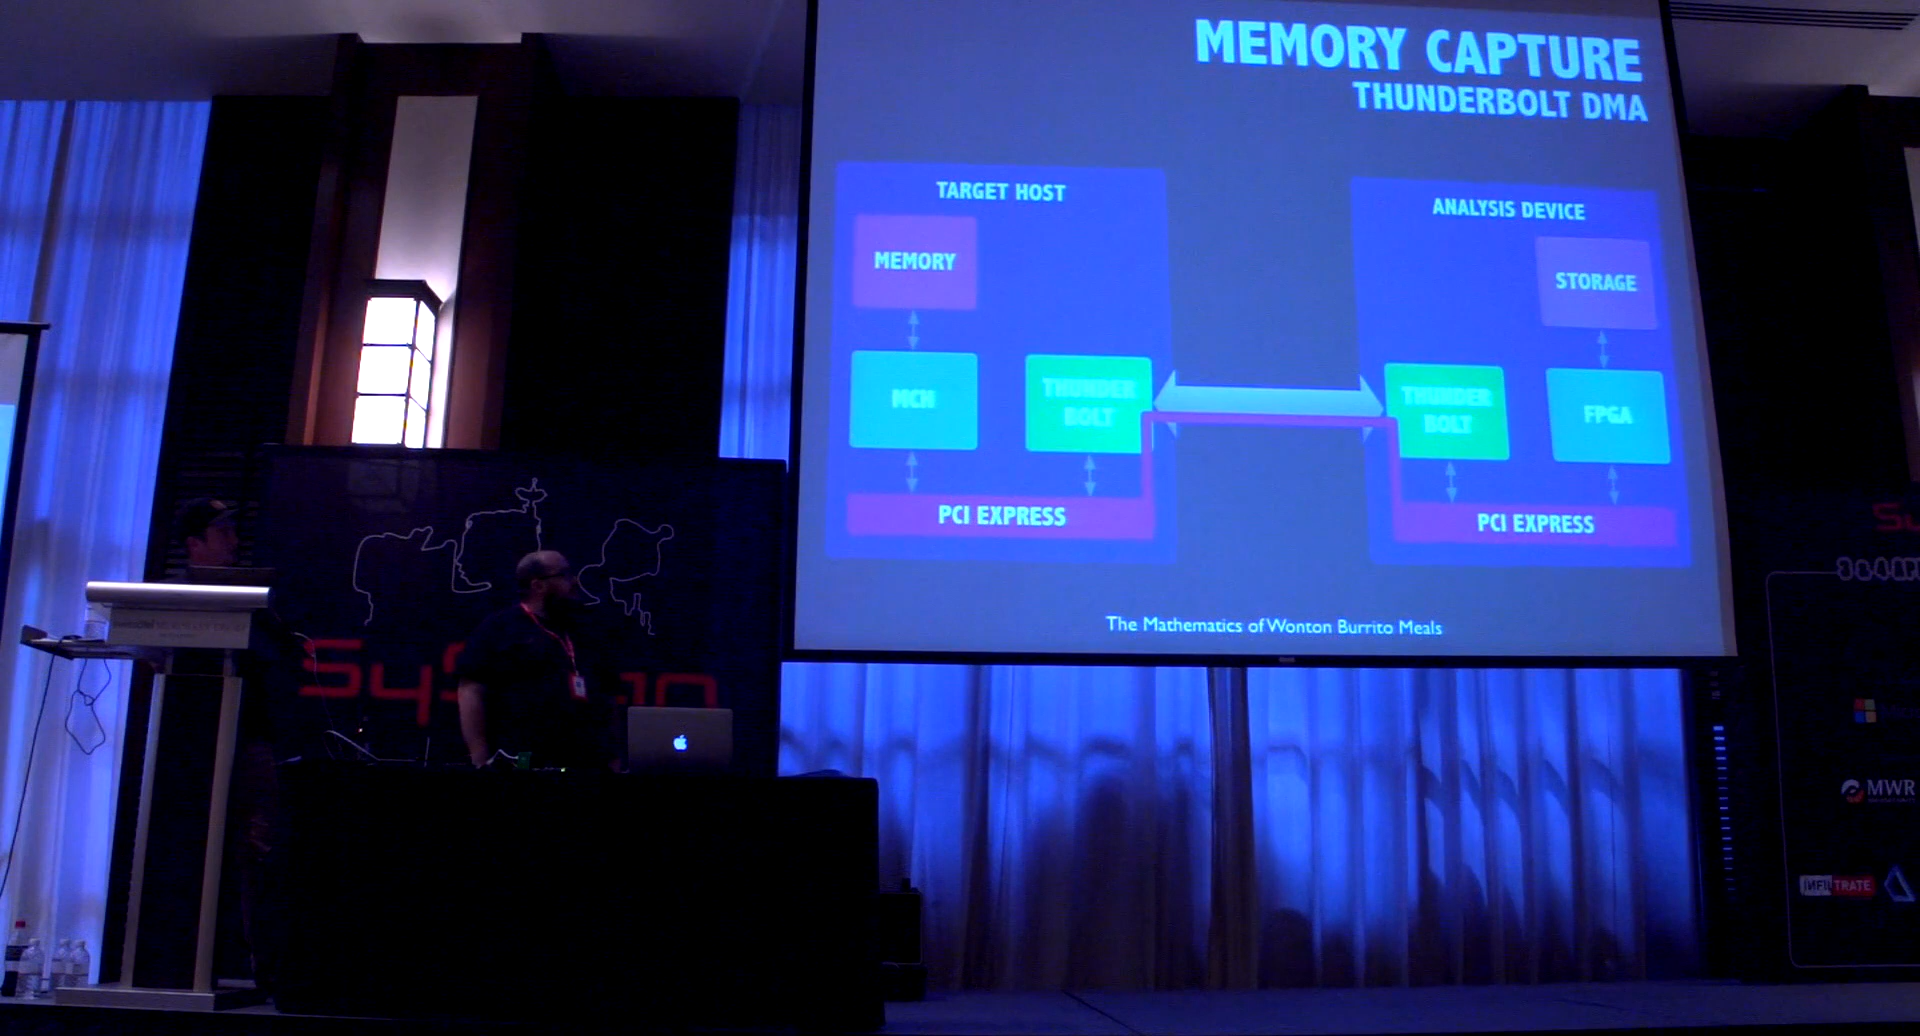 MEMORY CAPTURE
THUNDERBOLT DMA
TARGET HOST
MEMORY
MCH
THUNDER
BOLT
PCI EXPRESS
ANALYSIS DEVICE
STORAGE
THUNDER
BOLT
FPGA
PCI EXPRESS
The Mathematics of Wonton Burrito Meals
MWR
INFILTRATE